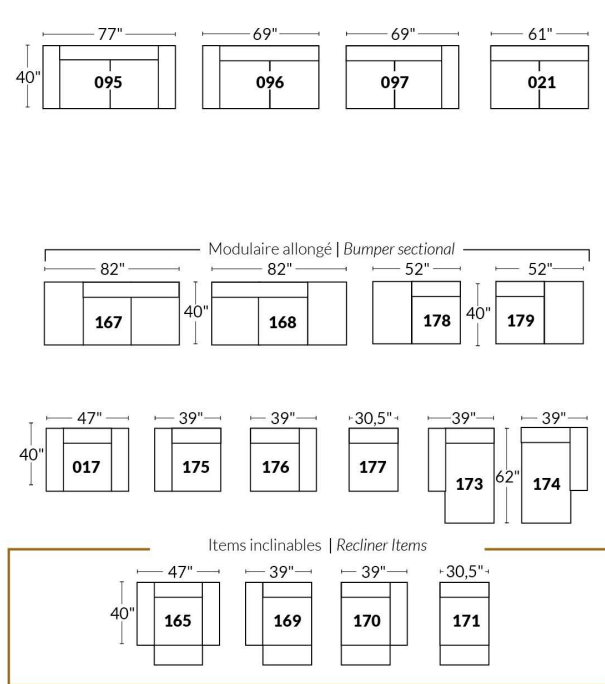 77" 69" 69" 61"
40"
095 096 097 021
Modulaire allongé | Bumper sectional
82" 82" 52" 52"
40" 40"
167 168 178 179
47" 39" 39" 30,5" 39" 39"
40"
017 175 176 177 173 62" 174
Items inclinables | Recliner Items
47" 39" 39" 30,5"
40"
165 169 170 171